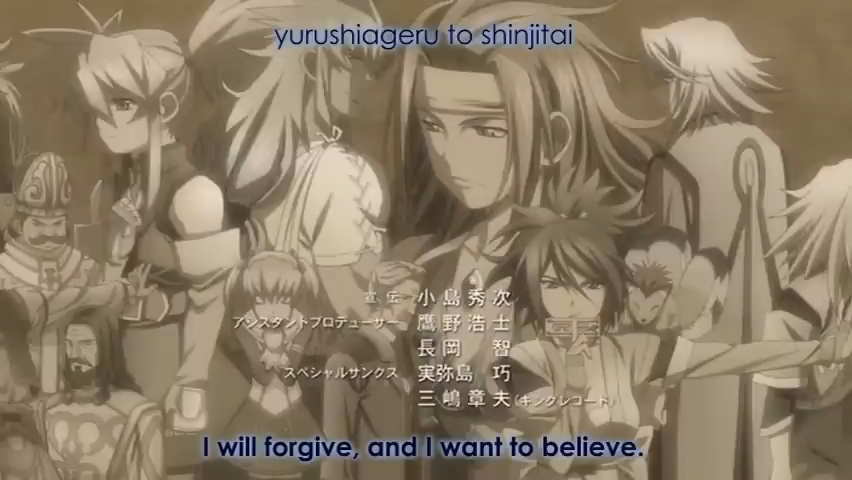 yurushiageru to shinjitai
宣伝 小島秀次
アシスタントプロデューサー 鷹野浩士
長岡 智
スペシャルサンクス 実弥島 巧
三嶋章夫(キングレコード)
I will forgive, and I want to believe.